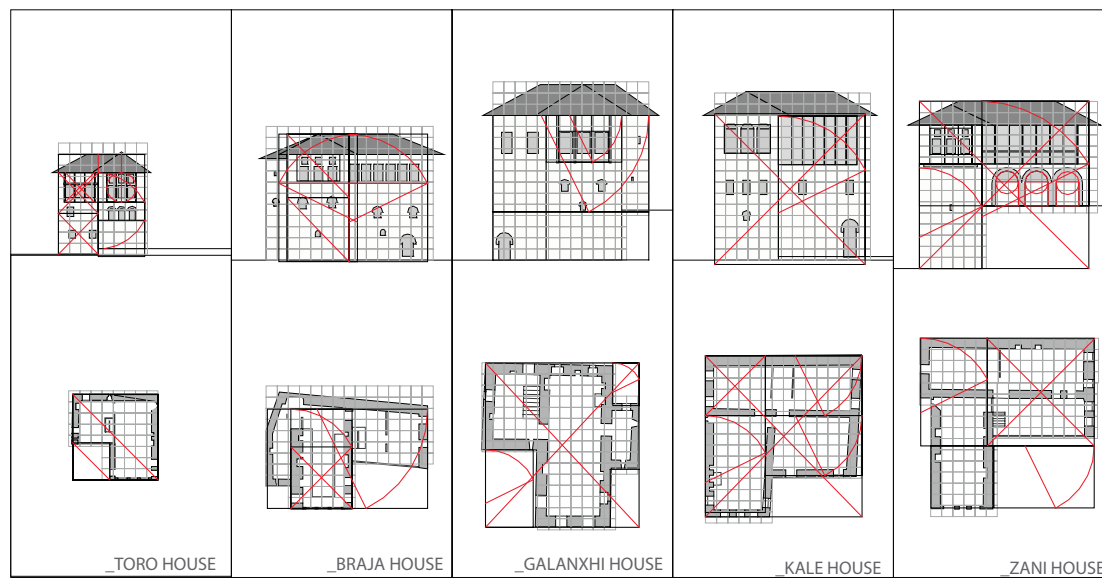 _TORO HOUSE
_BRAJA HOUSE
_GALANXHI HOUSE
_KALE HOUSE
_ZANI HOUSE